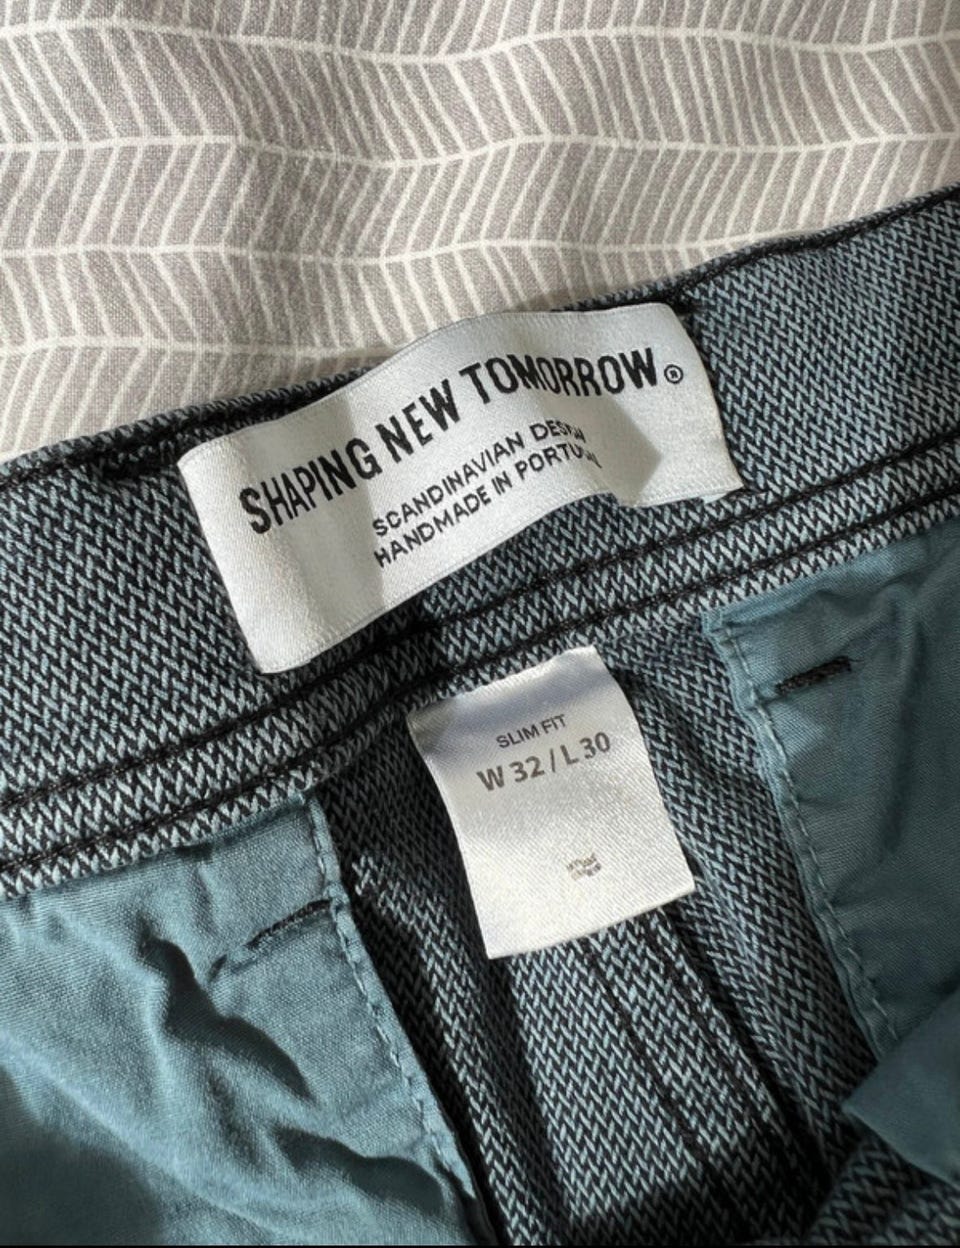 SHAPING NEW TOMORROW®
SCANDINAVIAN DESIGN
HANDMADE IN PORTUGAL
SLIM FIT
W 32 / L 30